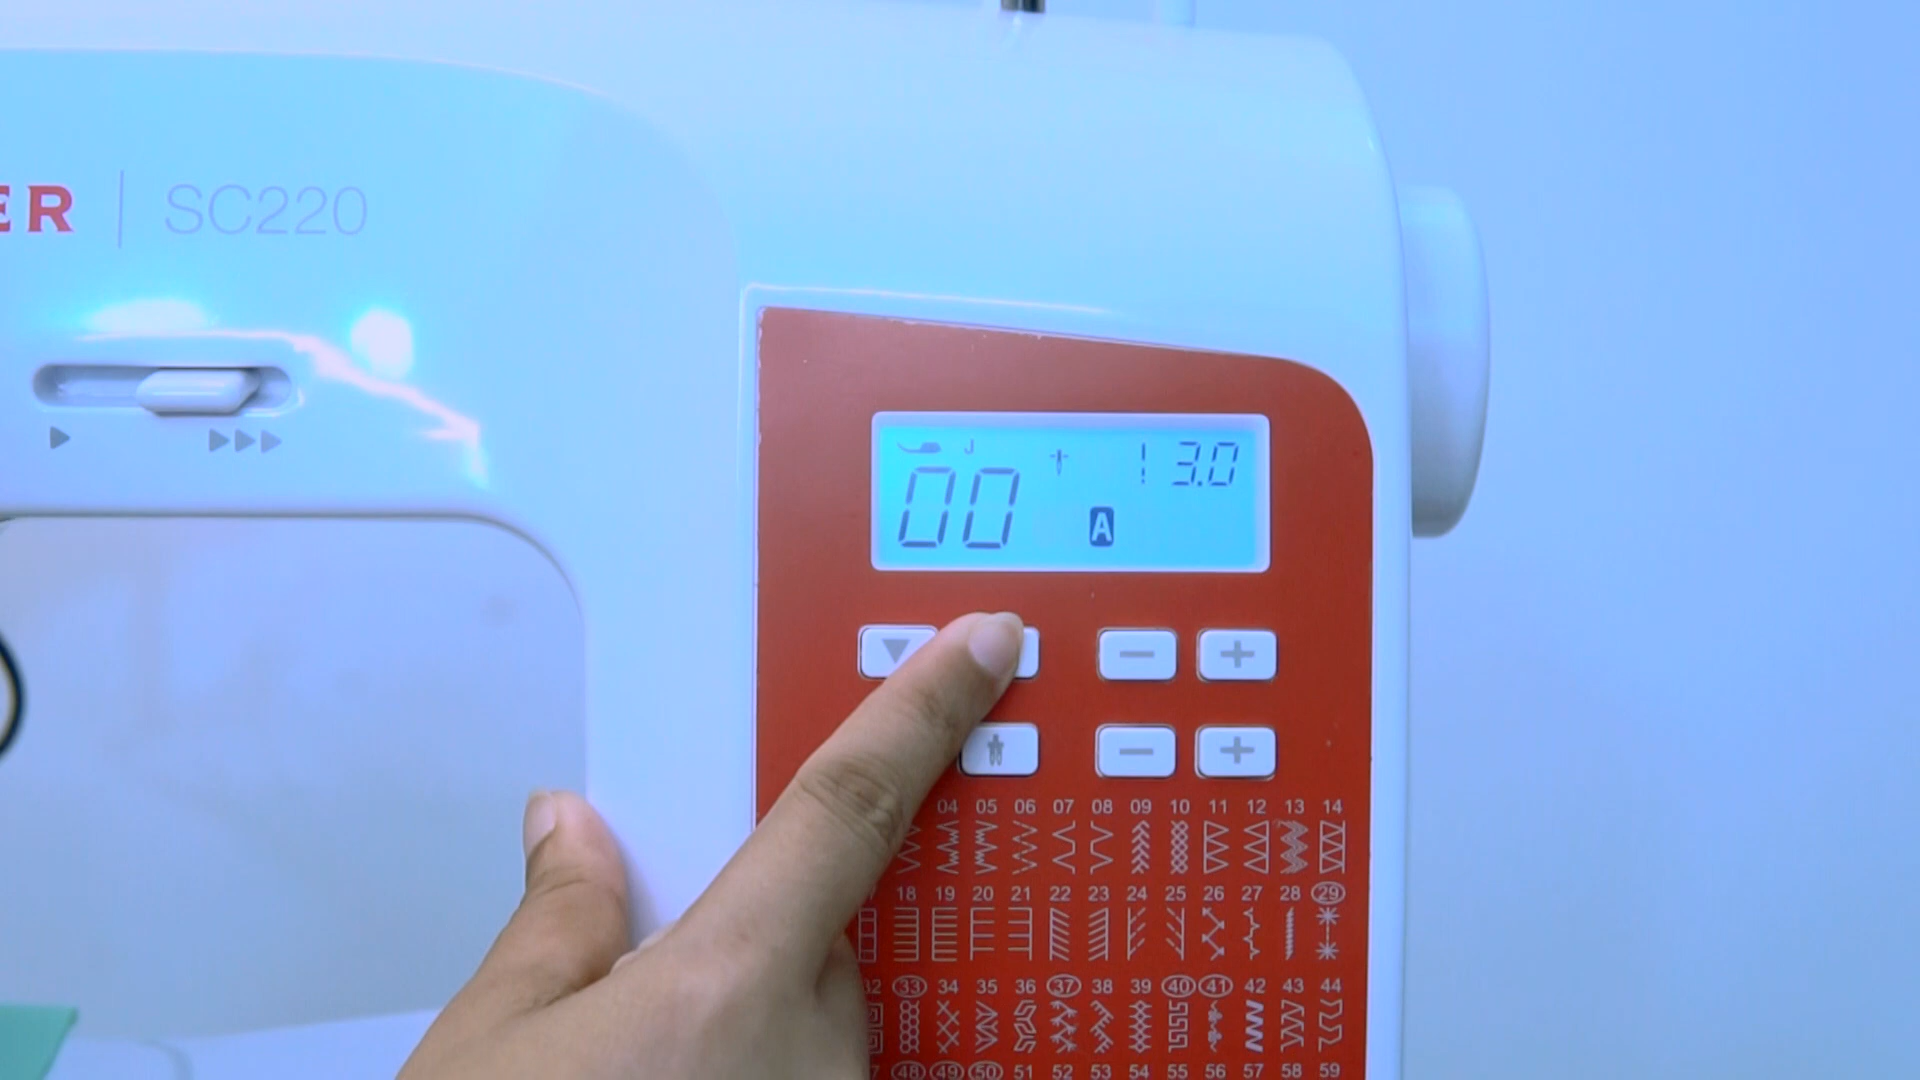 ER | SC220
J
00 1 3.0
A
04 05 06 07 08 09 10 11 12 13 14
18 19 20 21 22 23 24 25 26 27 28 29
33 34 35 36 37 38 39 40 41 42 43 44
48 49 50 51 52 53 54 55 56 57 58 59